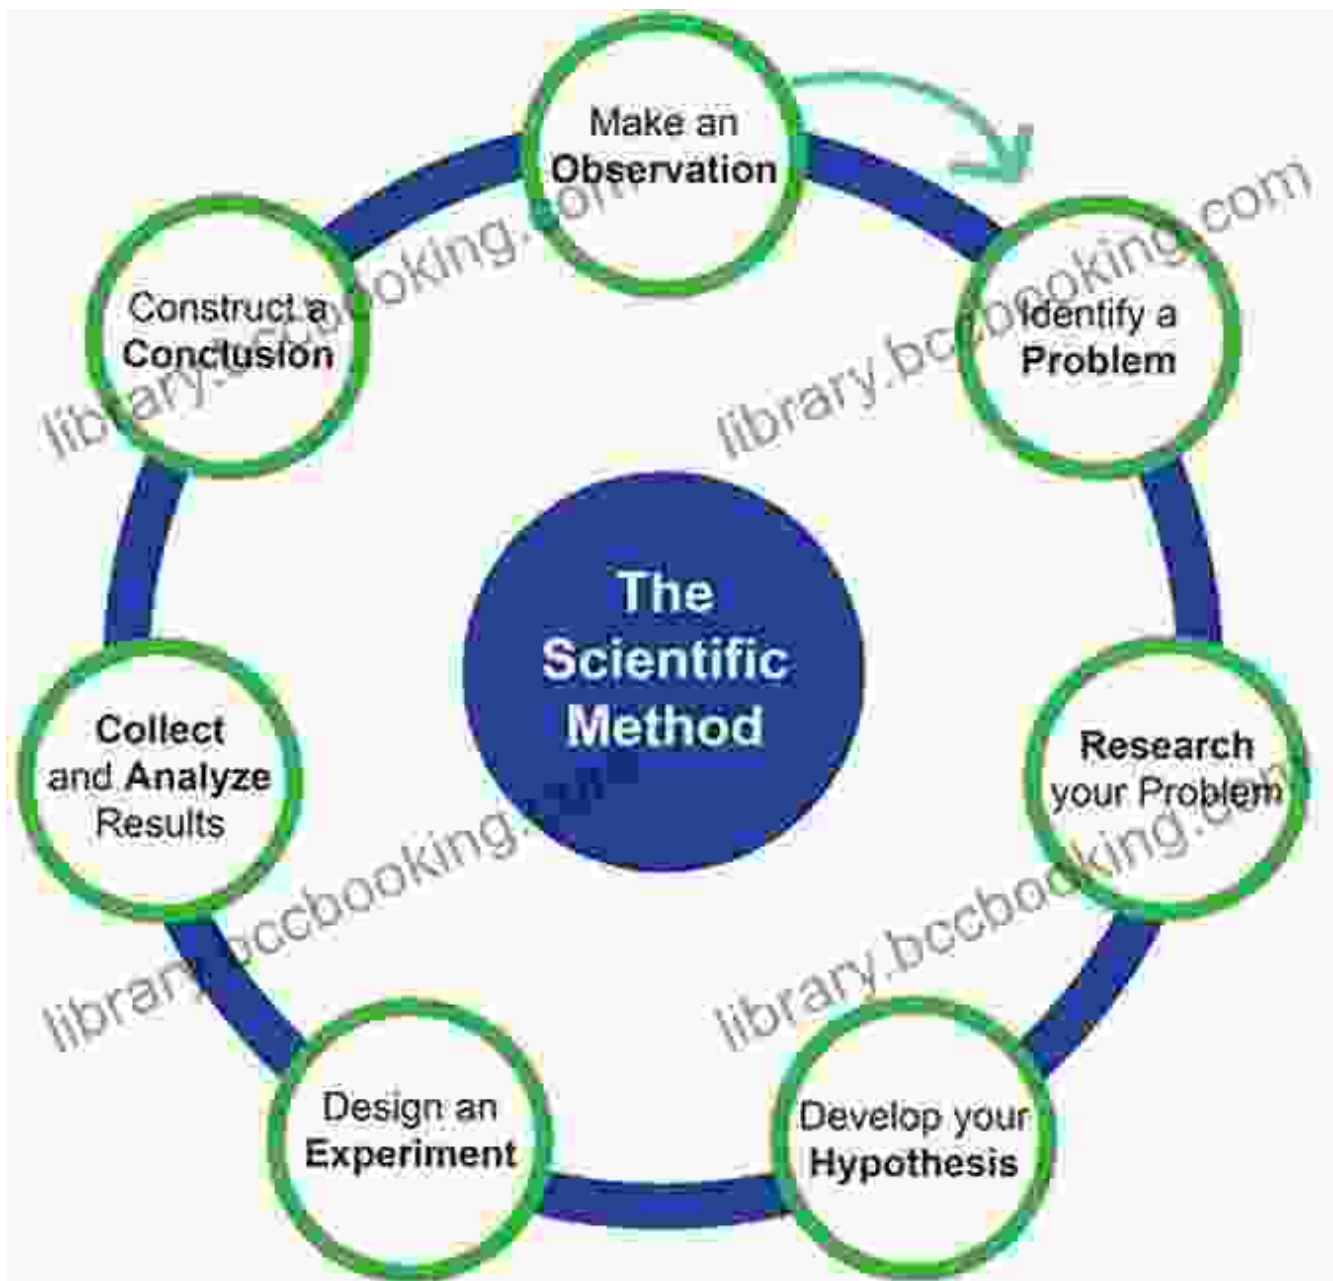 Make an
Observation
Identify a
Problem
Research
your Problem
Develop your
Hypothesis
Design an
Experiment
Collect
and Analyze
Results
Construct a
Conclusion
The
Scientific
Method
library.bccbooking.com
library.bccbooking.com
library.bccbooking.
library.bccbooking.com